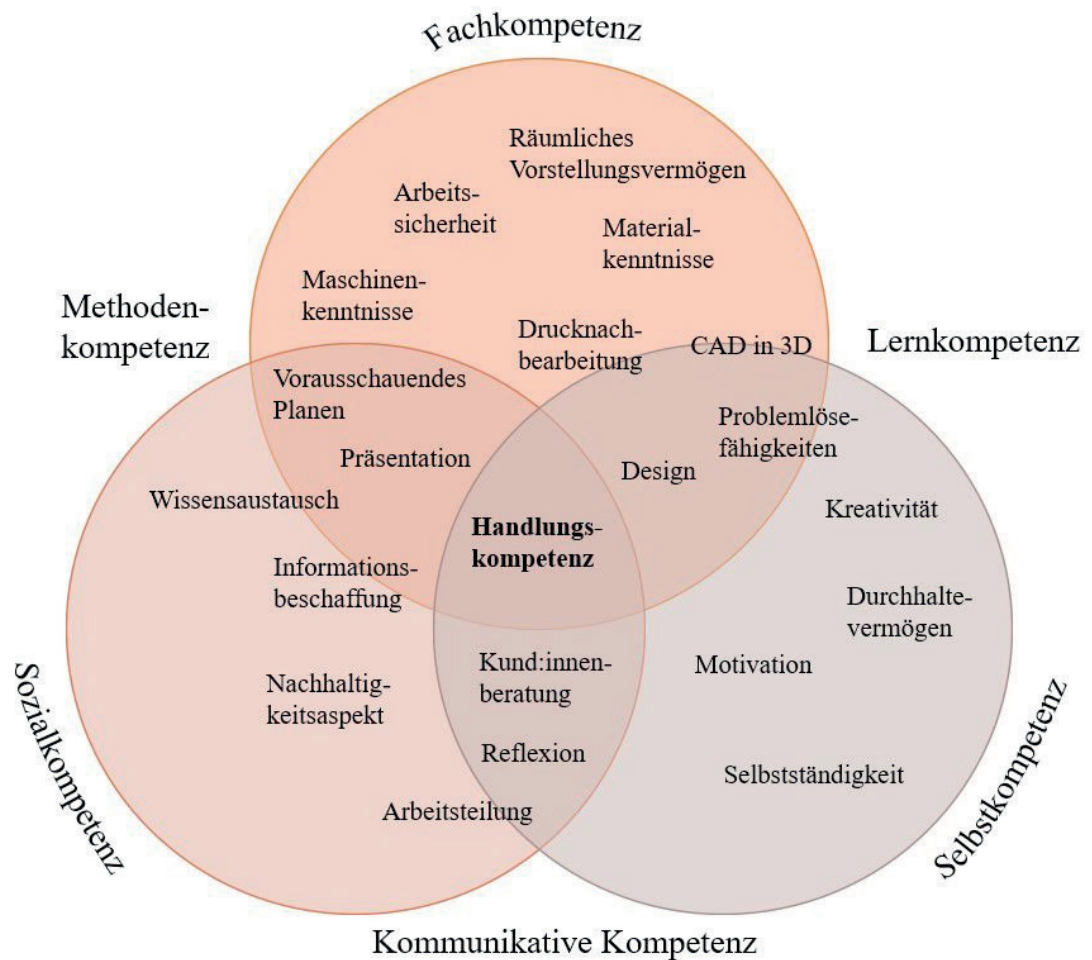 Fachkompetenz
Räumliches
Vorstellungsvermögen
Arbeits-
sicherheit
Material-
kenntnisse
Maschinen-
kenntnisse
Methoden-
kompetenz
Drucknach-
bearbeitung
CAD in 3D
Lernkompetenz
Vorausschauendes
Planen
Problemlöse-
fähigkeiten
Präsentation
Design
Wissensaustausch
Kreativität
Handlungs-
kompetenz
Informations-
beschaffung
Durchhalte-
vermögen
Kund:innen-
beratung
Motivation
Nachhaltig-
keitsaspekt
Sozialkompetenz
Selbstkompetenz
Reflexion
Selbstständigkeit
Arbeitsteilung
Kommunikative Kompetenz